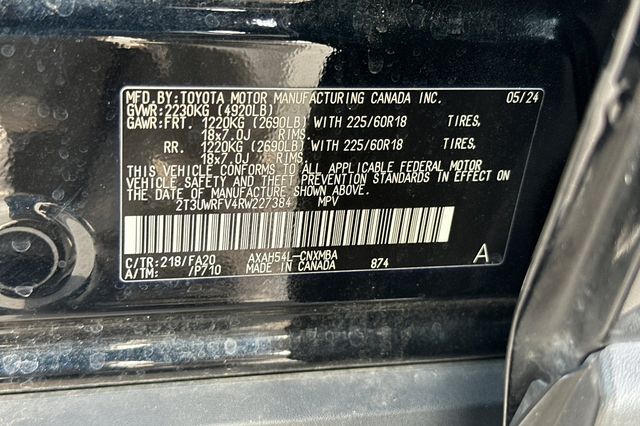 MFD.BY:TOYOTA MOTOR MANUFACTURING CANADA INC. 05/24
GVWR:2230KG (4920LB)
GAWR:FRT. 1220KG (2690LB) WITH 225/60R18 TIRES,
18x7.0J RIMS.
RR. 1220KG (2690LB) WITH 225/60R18 TIRES,
18x7.0J RIMS.
THIS VEHICLE CONFORMS TO ALL APPLICABLE FEDERAL MOTOR
VEHICLE SAFETY AND THEFT PREVENTION STANDARDS IN EFFECT ON
THE DATE OF MANUFACTURE SHOWN ABOVE.
2T3UWRFV4RW227384 MPV
C/TR:218/FA20 AXAH54L-CNXMBA
A/TM: /P710 MADE IN CANADA 874 A